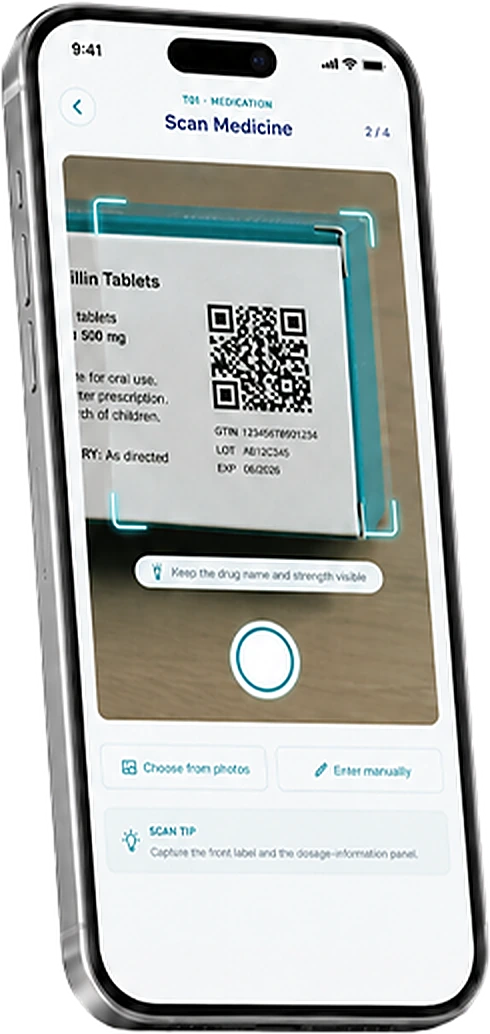 9:41
T01 · MEDICATION
Scan Medicine
2 / 4
illin Tablets
tablets
500 mg
for oral use.
ter prescription.
rch of children.
RY: As directed
GTIN 12345678901234
LOT AB12C345
EXP 06/2026
Keep the drug name and strength visible
Choose from photos
Enter manually
SCAN TIP
Capture the front label and the dosage-information panel.